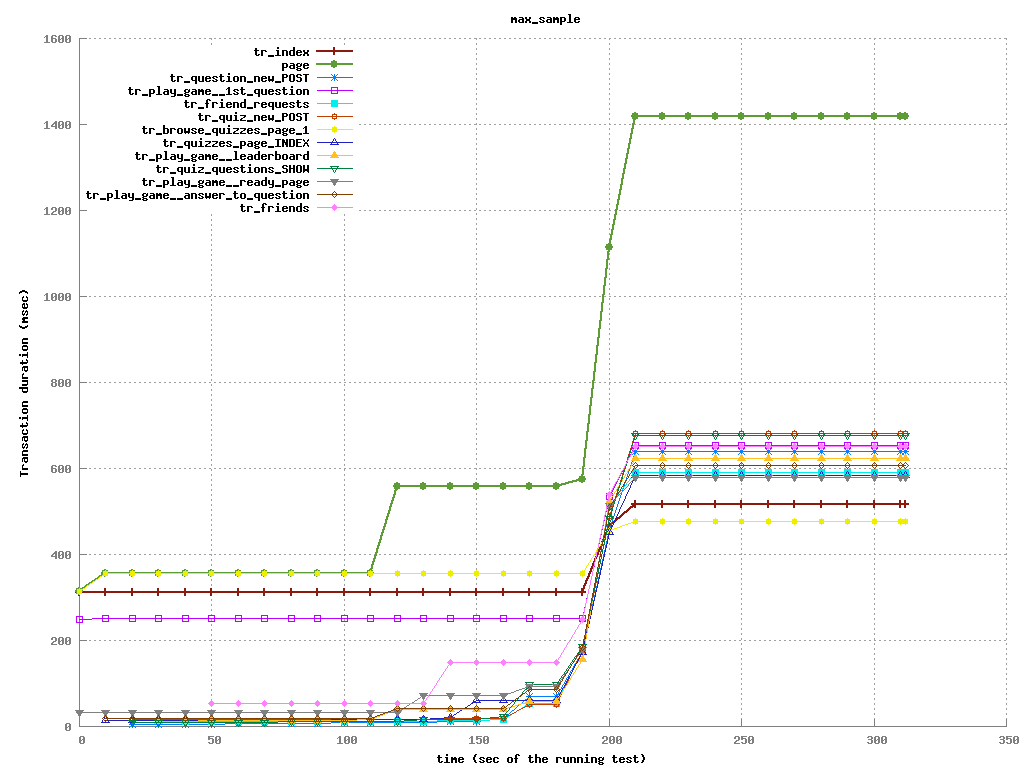 max_sample
1600
1400
1200
1000
800
600
400
200
0
Transaction duration (msec)
tr_index
page
tr_question_new_POST
tr_play_game__1st_question
tr_friend_requests
tr_quiz_new_POST
tr_browse_quizzes_page_1
tr_quizzes_page_INDEX
tr_play_game__leaderboard
tr_quiz_questions_SHOW
tr_play_game__ready_page
tr_play_game__answer_to_question
tr_friends
0 50 100 150 200 250 300 350
time (sec of the running test)